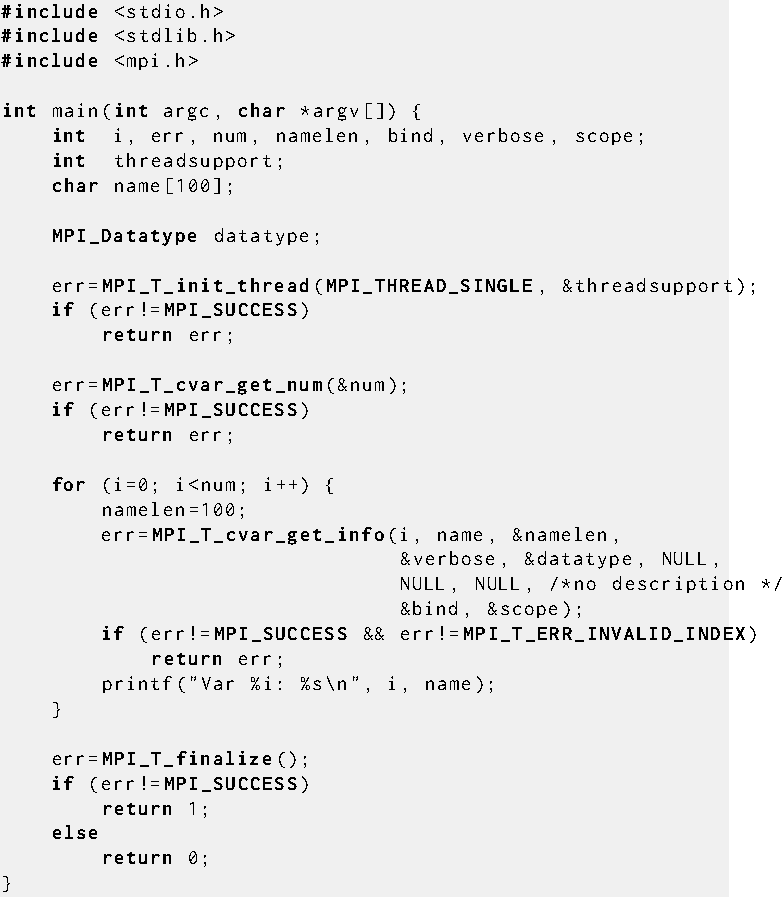 #include <stdio.h>
#include <stdlib.h>
#include <mpi.h>

int main(int argc, char *argv[]) {
    int  i, err, num, namelen, bind, verbose, scope;
    int  threadsupport;
    char name[100];

    MPI_Datatype datatype;

    err=MPI_T_init_thread(MPI_THREAD_SINGLE, &threadsupport);
    if (err!=MPI_SUCCESS)
        return err;

    err=MPI_T_cvar_get_num(&num);
    if (err!=MPI_SUCCESS)
        return err;

    for (i=0; i<num; i++) {
        namelen=100;
        err=MPI_T_cvar_get_info(i, name, &namelen,
                                &verbose, &datatype, NULL,
                                NULL, NULL, /*no description */
                                &bind, &scope);
        if (err!=MPI_SUCCESS && err!=MPI_T_ERR_INVALID_INDEX)
            return err;
        printf("Var %i: %s\n", i, name);
    }

    err=MPI_T_finalize();
    if (err!=MPI_SUCCESS)
        return 1;
    else
        return 0;
}